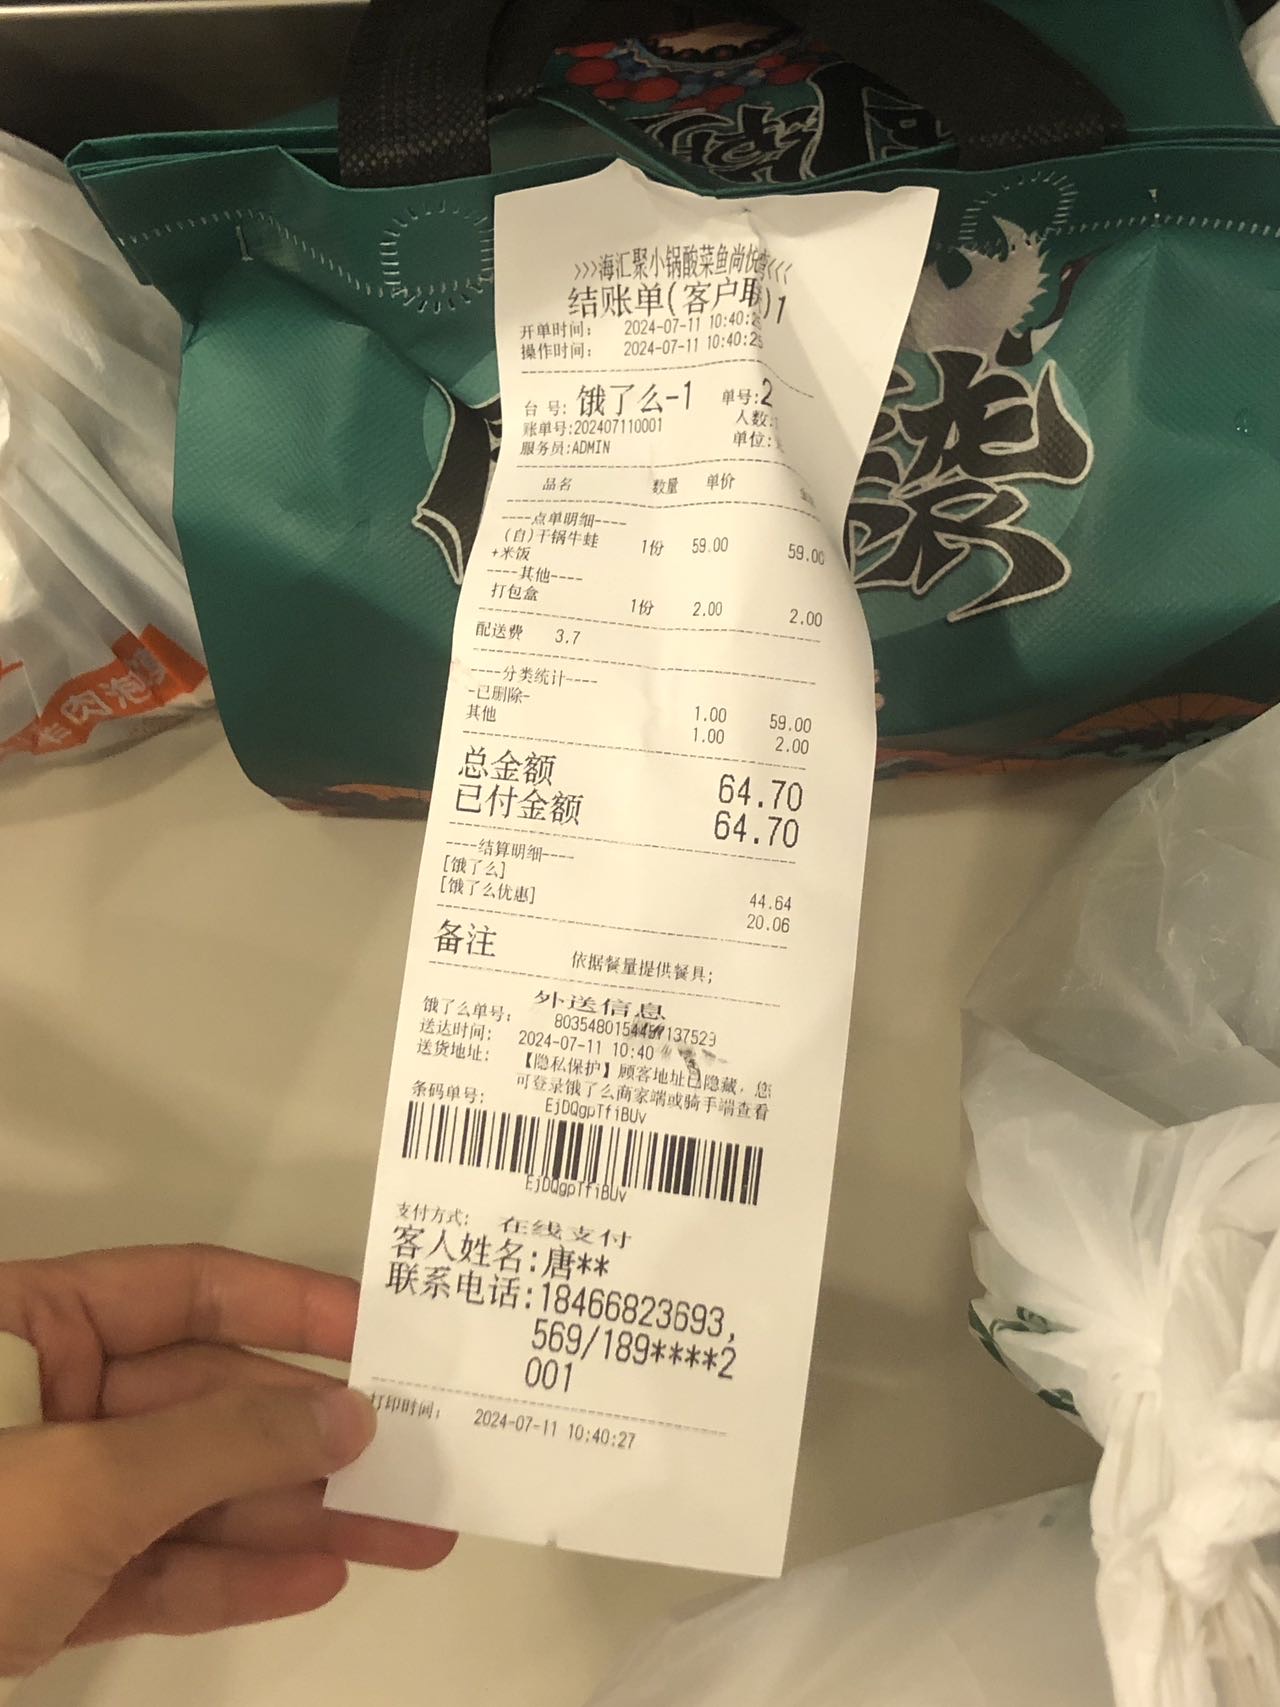 >>>海汇聚小锅酸菜鱼尚悦<<<
结账单(客户联)1
开单时间: 2024-07-11 10:40:2
操作时间: 2024-07-11 10:40:25
台 号: 饿了么-1 单号:2
账单号:202407110001 人数:
服务员:ADMIN 单位:
品名 数量 单价
----点单明细----
(自)干锅牛蛙 1份 59.00 59.00
+米饭
----其他----
打包盒 1份 2.00 2.00
配送费 3.7
----分类统计----
-已删除- 1.00 59.00
其他 1.00 2.00
总金额 64.70
已付金额 64.70
----结算明细----
[饿了么] 44.64
[饿了么优惠] 20.06
备注 依据餐量提供餐具;
外送信息
饿了么单号: 8035480154457137529
送达时间: 2024-07-11 10:40
送货地址: 【隐私保护】顾客地址已隐藏, 您
可登录饿了么商家端或骑手端查看
条码单号: EjDQgpTfiBUv
EjDQgpTfiBUv
支付方式: 在线支付
客人姓名:唐**
联系电话:18466823693,
569/189****2
001
打印时间: 2024-07-11 10:40:27
牛肉泡馍